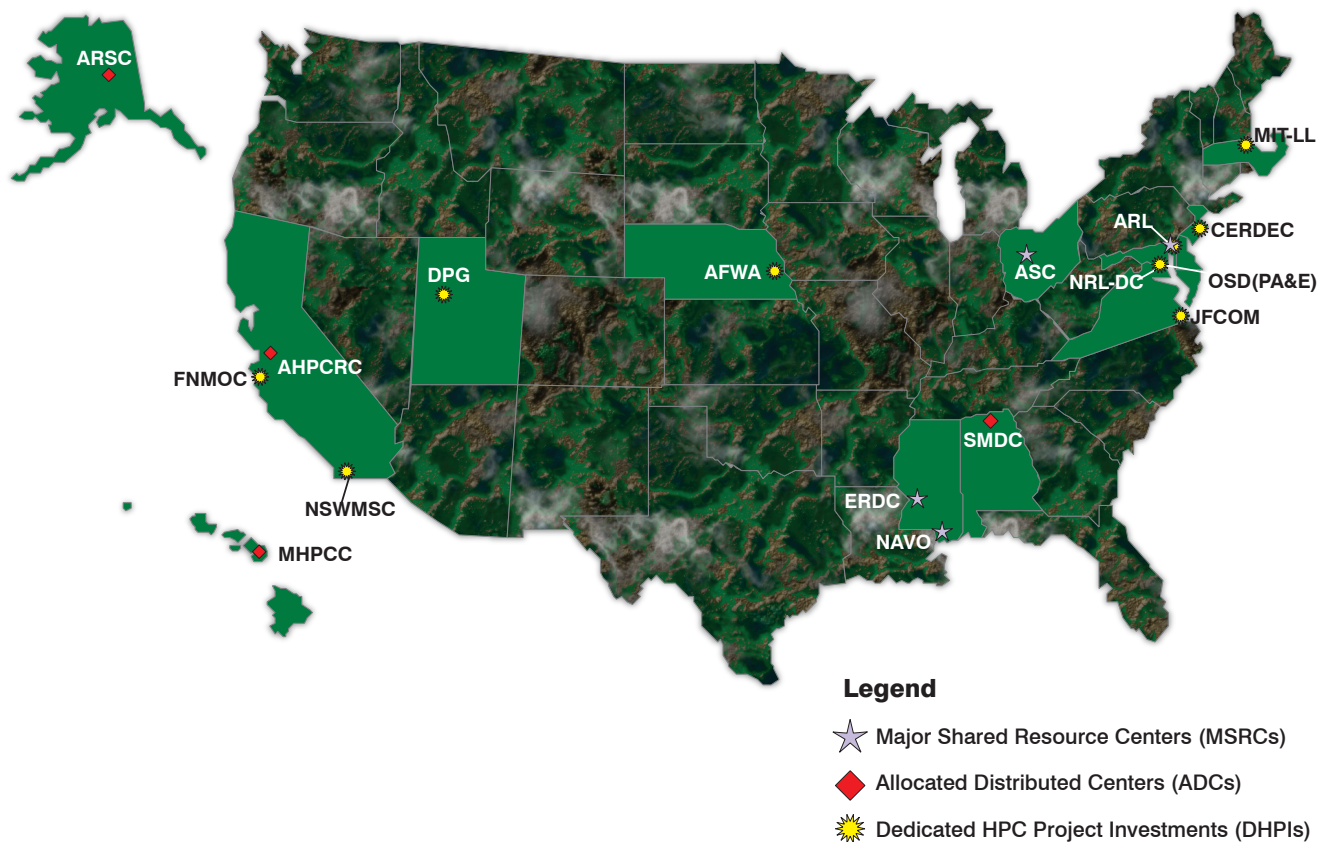 ARSC
MIT-LL
ARL
CERDEC
ASC
NRL-DC
OSD(PA&E)
DPG
AFWA
JFCOM
AHPCRC
FNMOC
SMDC
ERDC
NSWMSC
NAVO
MHPCC
Legend
Major Shared Resource Centers (MSRCs)
Allocated Distributed Centers (ADCs)
Dedicated HPC Project Investments (DHPIs)